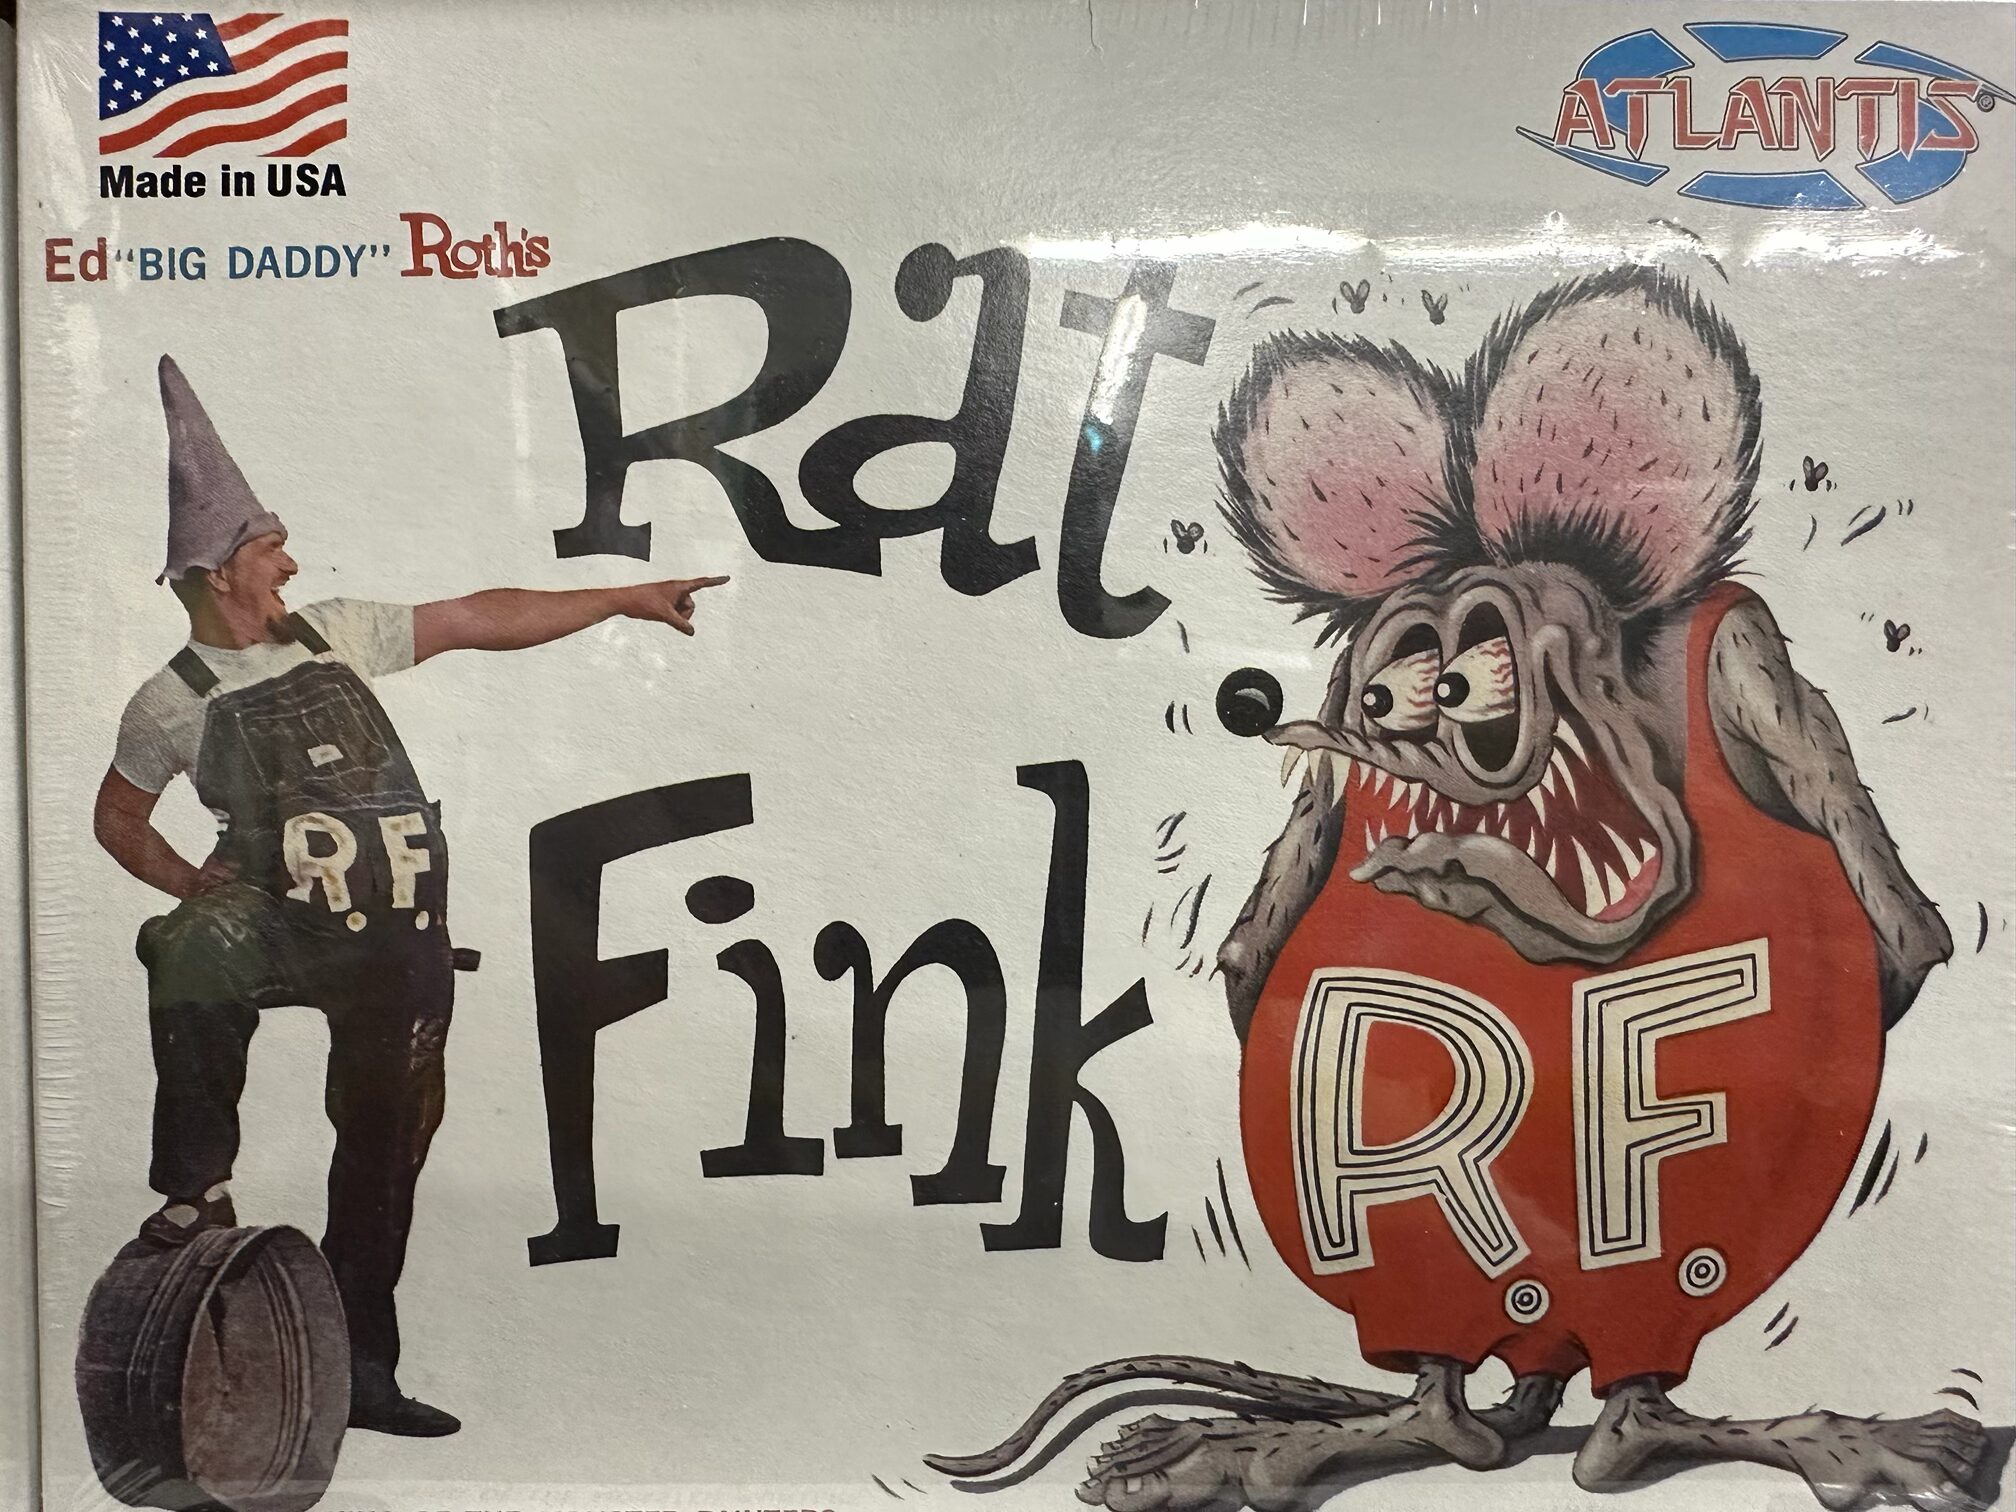 Made in USA
ATLANTIS®
Ed "BIG DADDY" Roth's
Rat
Fink
R.F.
R.F.